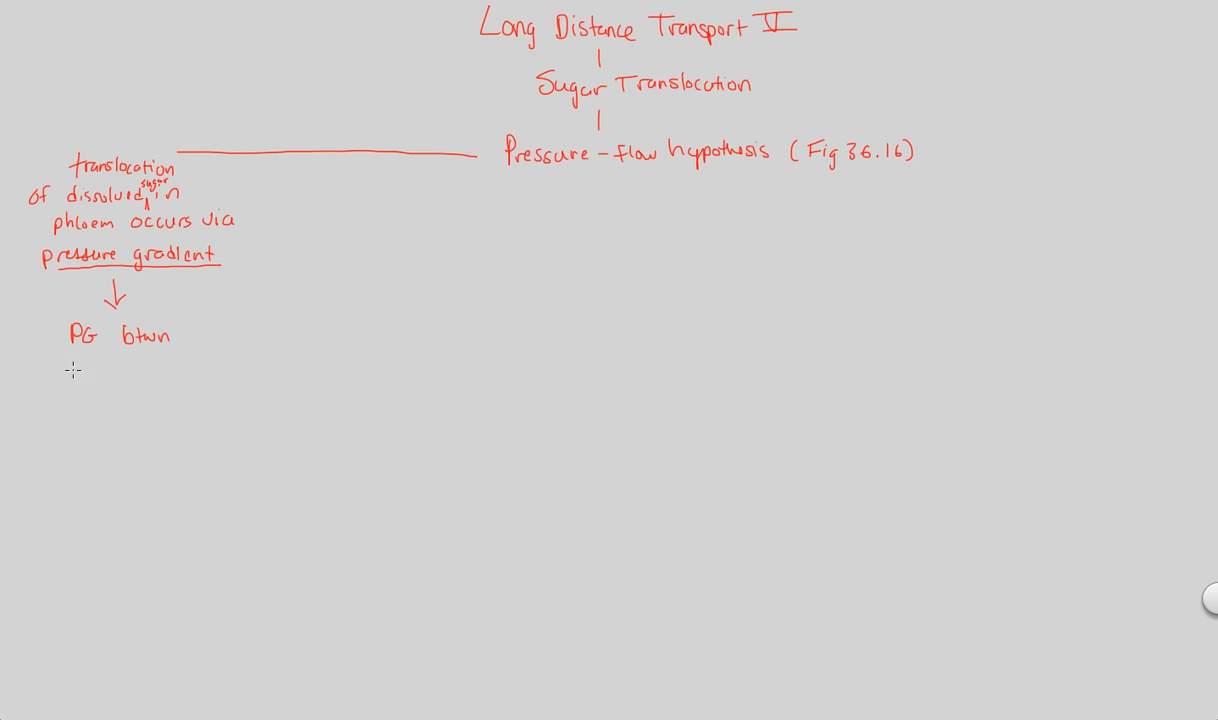 Long Distance Transport V
Sugar Translocation
Pressure-flow hypothesis (Fig 36.16)
translocation
of dissolved sugar in
phloem occurs via
pressure gradient
PG btwn